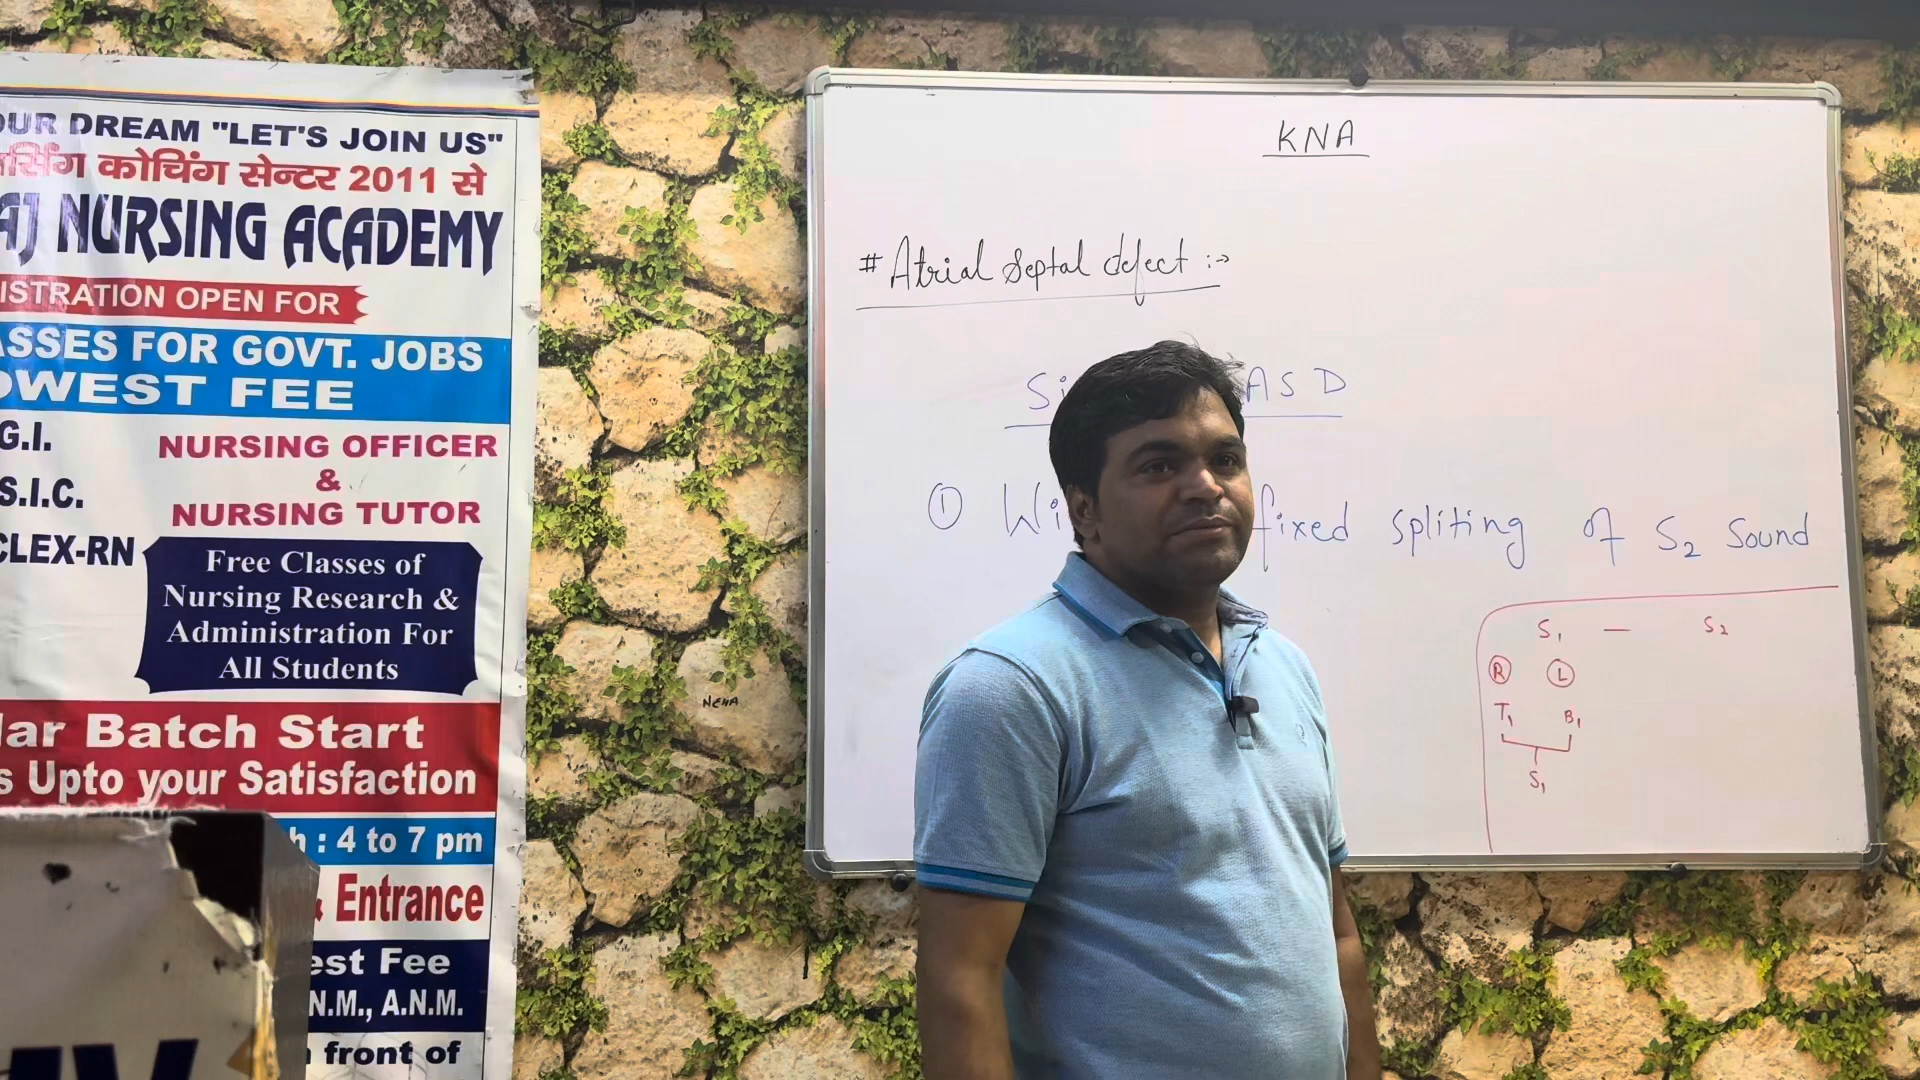 OUR DREAM "LET'S JOIN US"
र्सिंग कोचिंग सेन्टर 2011 से
AJ NURSING ACADEMY
ISTRATION OPEN FOR
ASSES FOR GOVT. JOBS
OWEST FEE
G.I.
S.I.C.
CLEX-RN
NURSING OFFICER
&
NURSING TUTOR
Free Classes of
Nursing Research &
Administration For
All Students
lar Batch Start
s Upto your Satisfaction
h : 4 to 7 pm
& Entrance
est Fee
N.M., A.N.M.
front of
NEHA
KNA
# Atrial Septal defect :→
Si ASD
① Wi fixed spliting of S₂ Sound
S₁ — S₂
Ⓡ Ⓛ
T₁ B₁
S₁